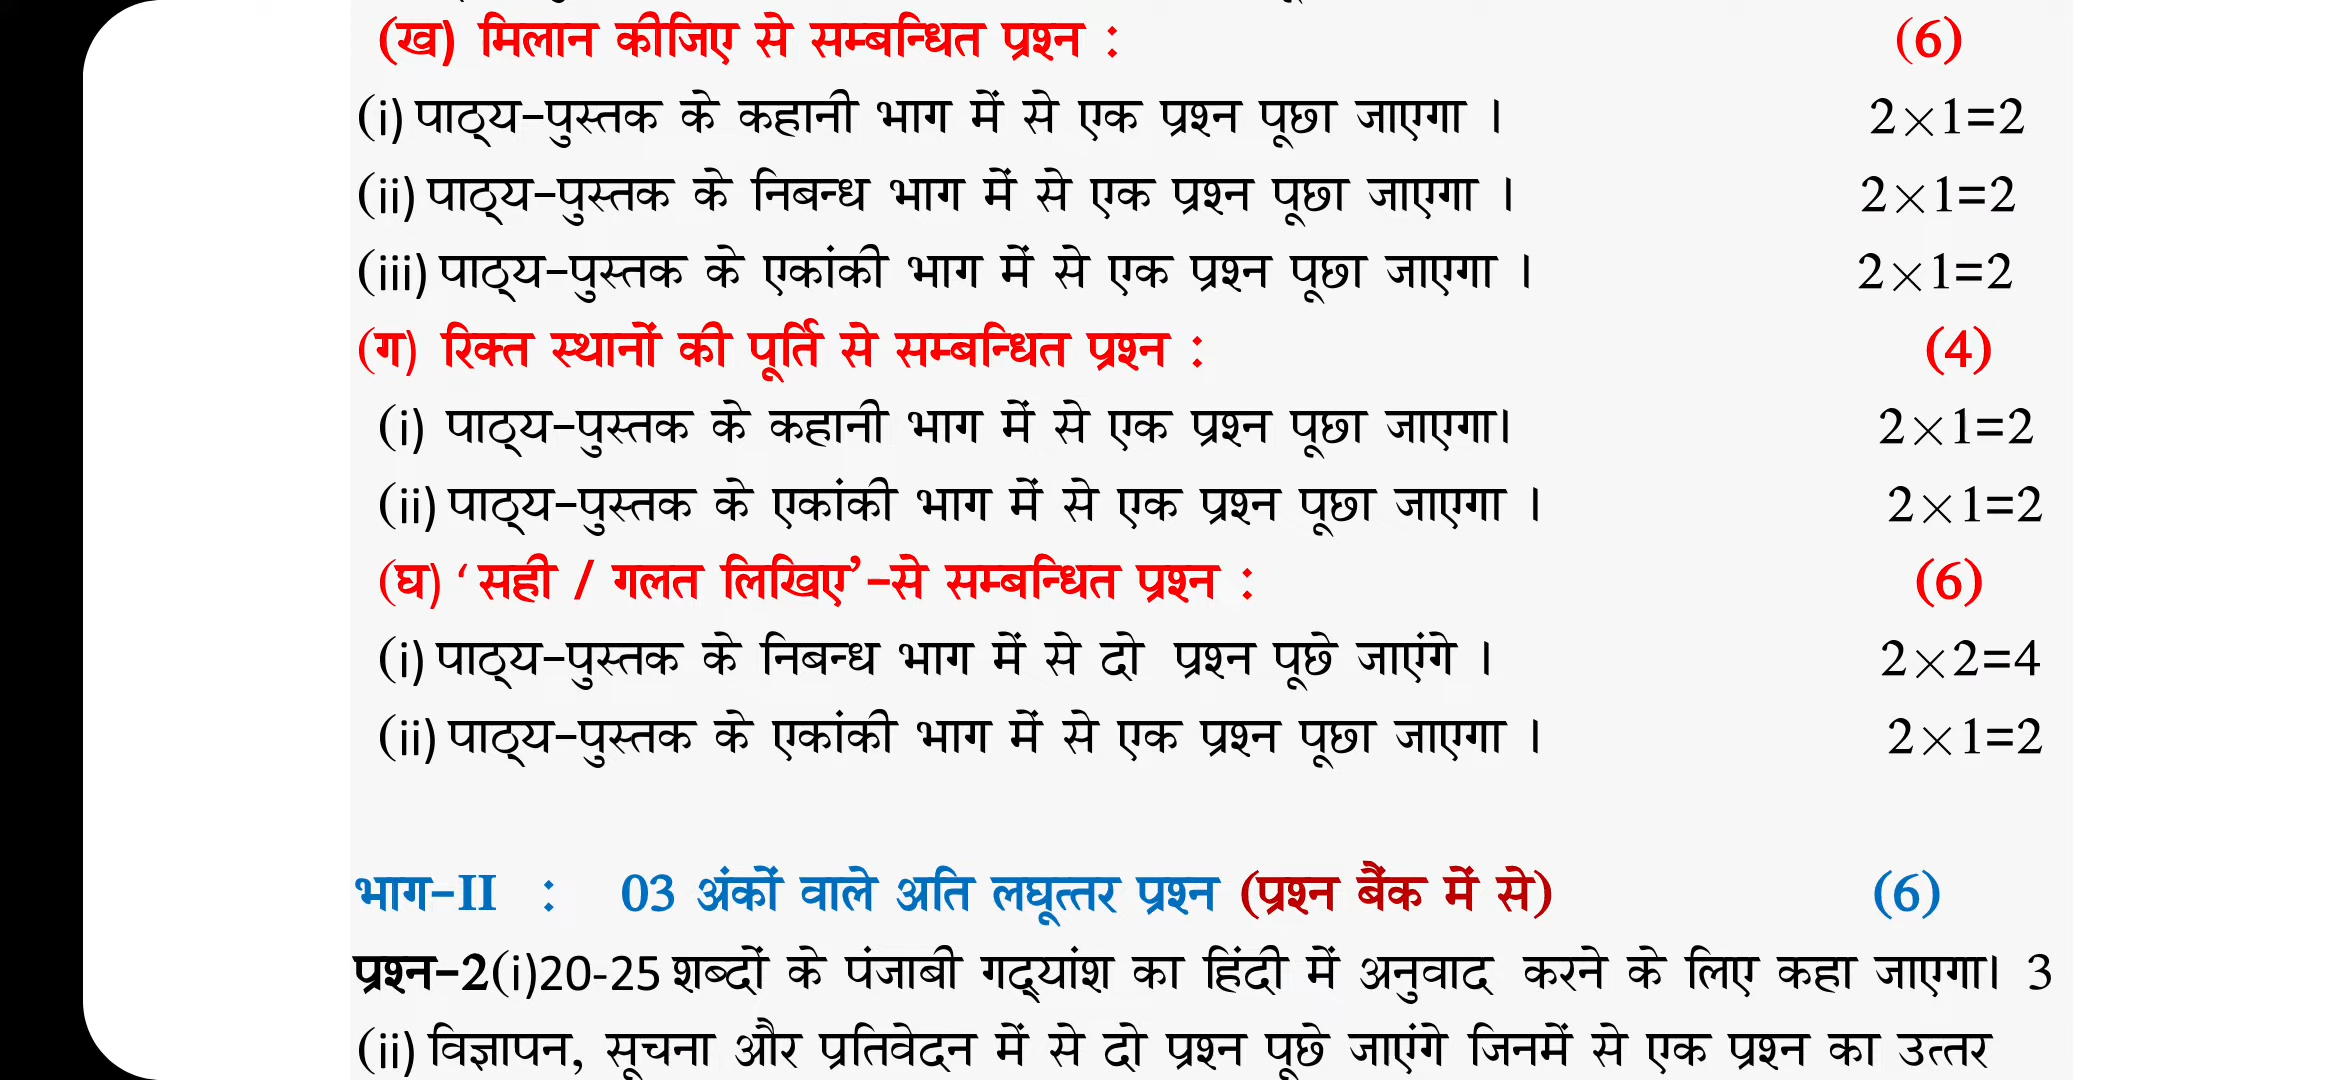 (ख) मिलान कीजिए से सम्बन्धित प्रश्न : (6)
(i) पाठ्य-पुस्तक के कहानी भाग में से एक प्रश्न पूछा जाएगा । 2×1=2
(ii) पाठ्य-पुस्तक के निबन्ध भाग में से एक प्रश्न पूछा जाएगा । 2×1=2
(iii) पाठ्य-पुस्तक के एकांकी भाग में से एक प्रश्न पूछा जाएगा । 2×1=2
(ग) रिक्त स्थानों की पूर्ति से सम्बन्धित प्रश्न : (4)
(i) पाठ्य-पुस्तक के कहानी भाग में से एक प्रश्न पूछा जाएगा। 2×1=2
(ii) पाठ्य-पुस्तक के एकांकी भाग में से एक प्रश्न पूछा जाएगा । 2×1=2
(घ) ‘ सही / गलत लिखिए’-से सम्बन्धित प्रश्न : (6)
(i) पाठ्य-पुस्तक के निबन्ध भाग में से दो प्रश्न पूछे जाएंगे । 2×2=4
(ii) पाठ्य-पुस्तक के एकांकी भाग में से एक प्रश्न पूछा जाएगा । 2×1=2
भाग-II : 03 अंकों वाले अति लघूत्तर प्रश्न (प्रश्न बैंक में से) (6)
प्रश्न-2(i)20-25 शब्दों के पंजाबी गद्यांश का हिंदी में अनुवाद करने के लिए कहा जाएगा। 3
(ii) विज्ञापन, सूचना और प्रतिवेदन में से दो प्रश्न पूछे जाएंगे जिनमें से एक प्रश्न का उत्तर